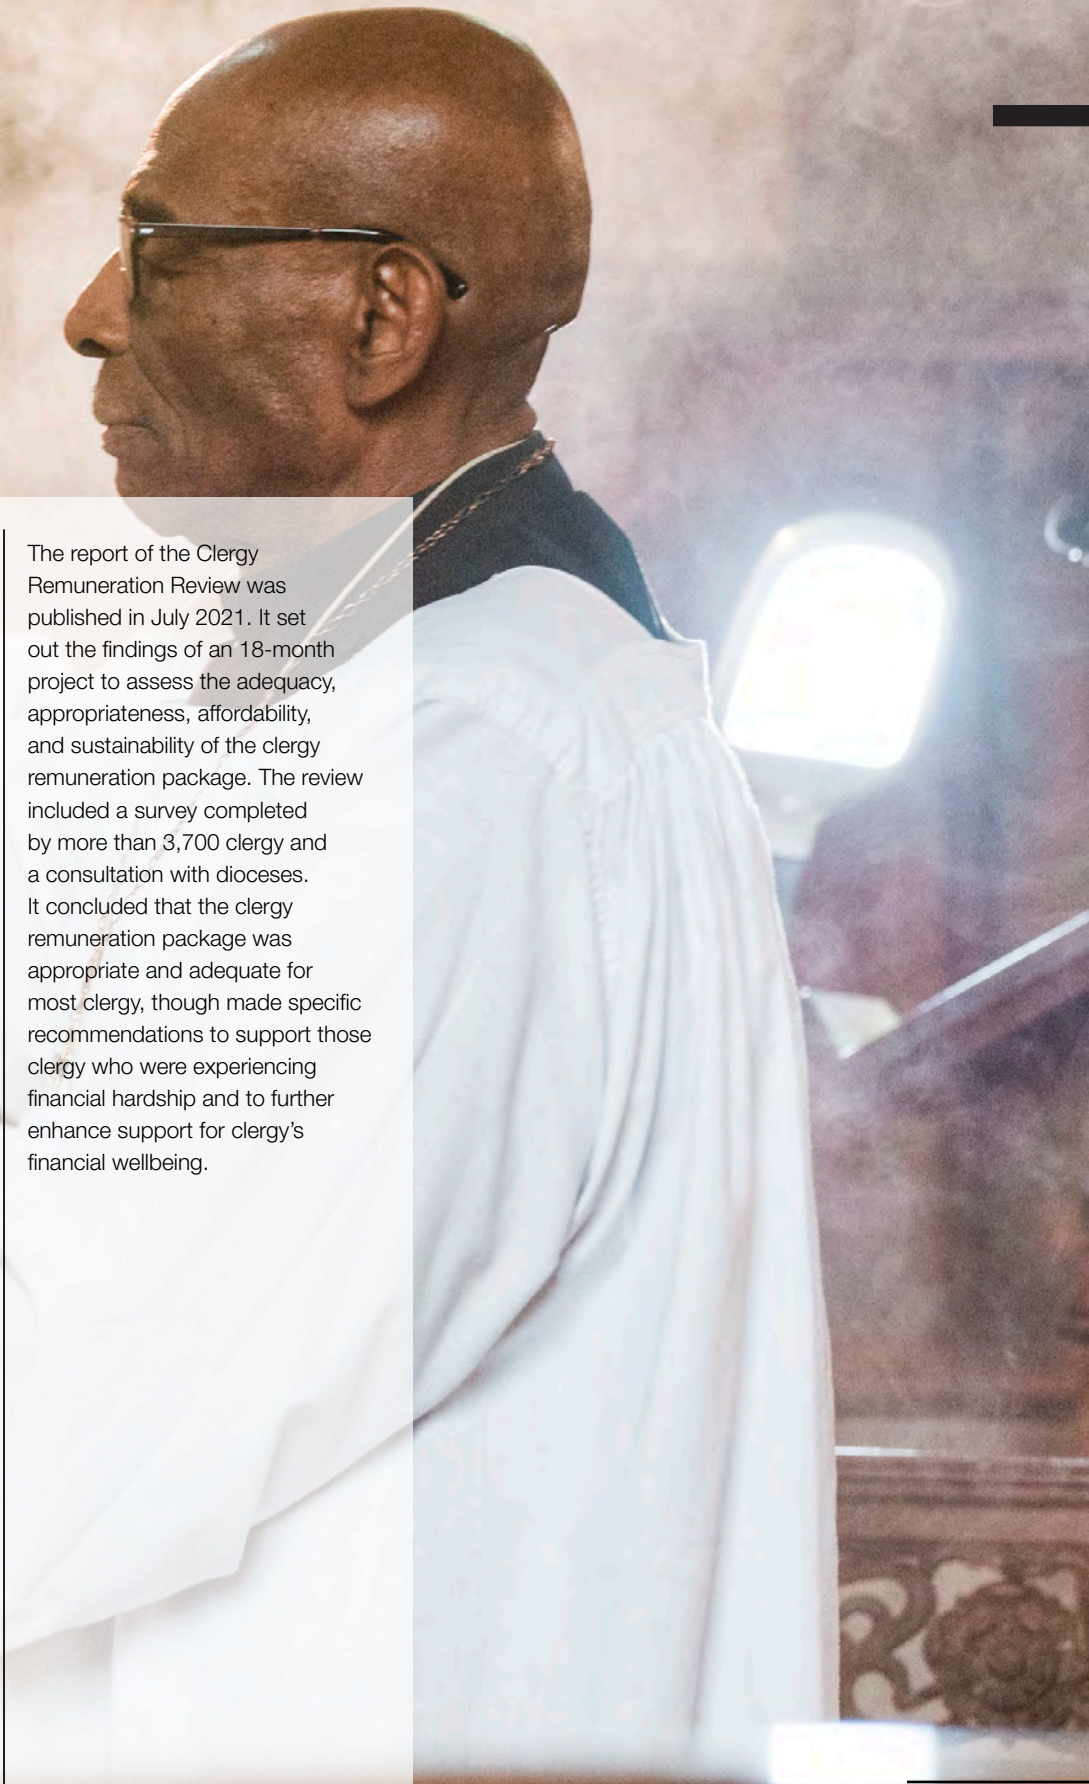 The report of the Clergy
Remuneration Review was
published in July 2021. It set
out the findings of an 18-month
project to assess the adequacy,
appropriateness, affordability,
and sustainability of the clergy
remuneration package. The review
included a survey completed
by more than 3,700 clergy and
a consultation with dioceses.
It concluded that the clergy
remuneration package was
appropriate and adequate for
most clergy, though made specific
recommendations to support those
clergy who were experiencing
financial hardship and to further
enhance support for clergy’s
financial wellbeing.